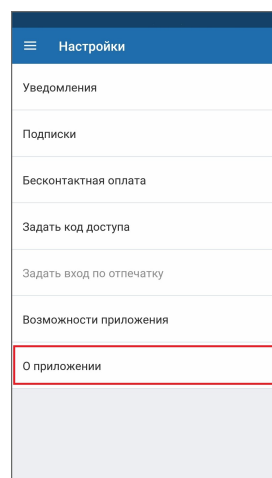 Настройки
Уведомления
Подписки
Бесконтактная оплата
Задать код доступа
Задать вход по отпечатку
Возможности приложения
О приложении